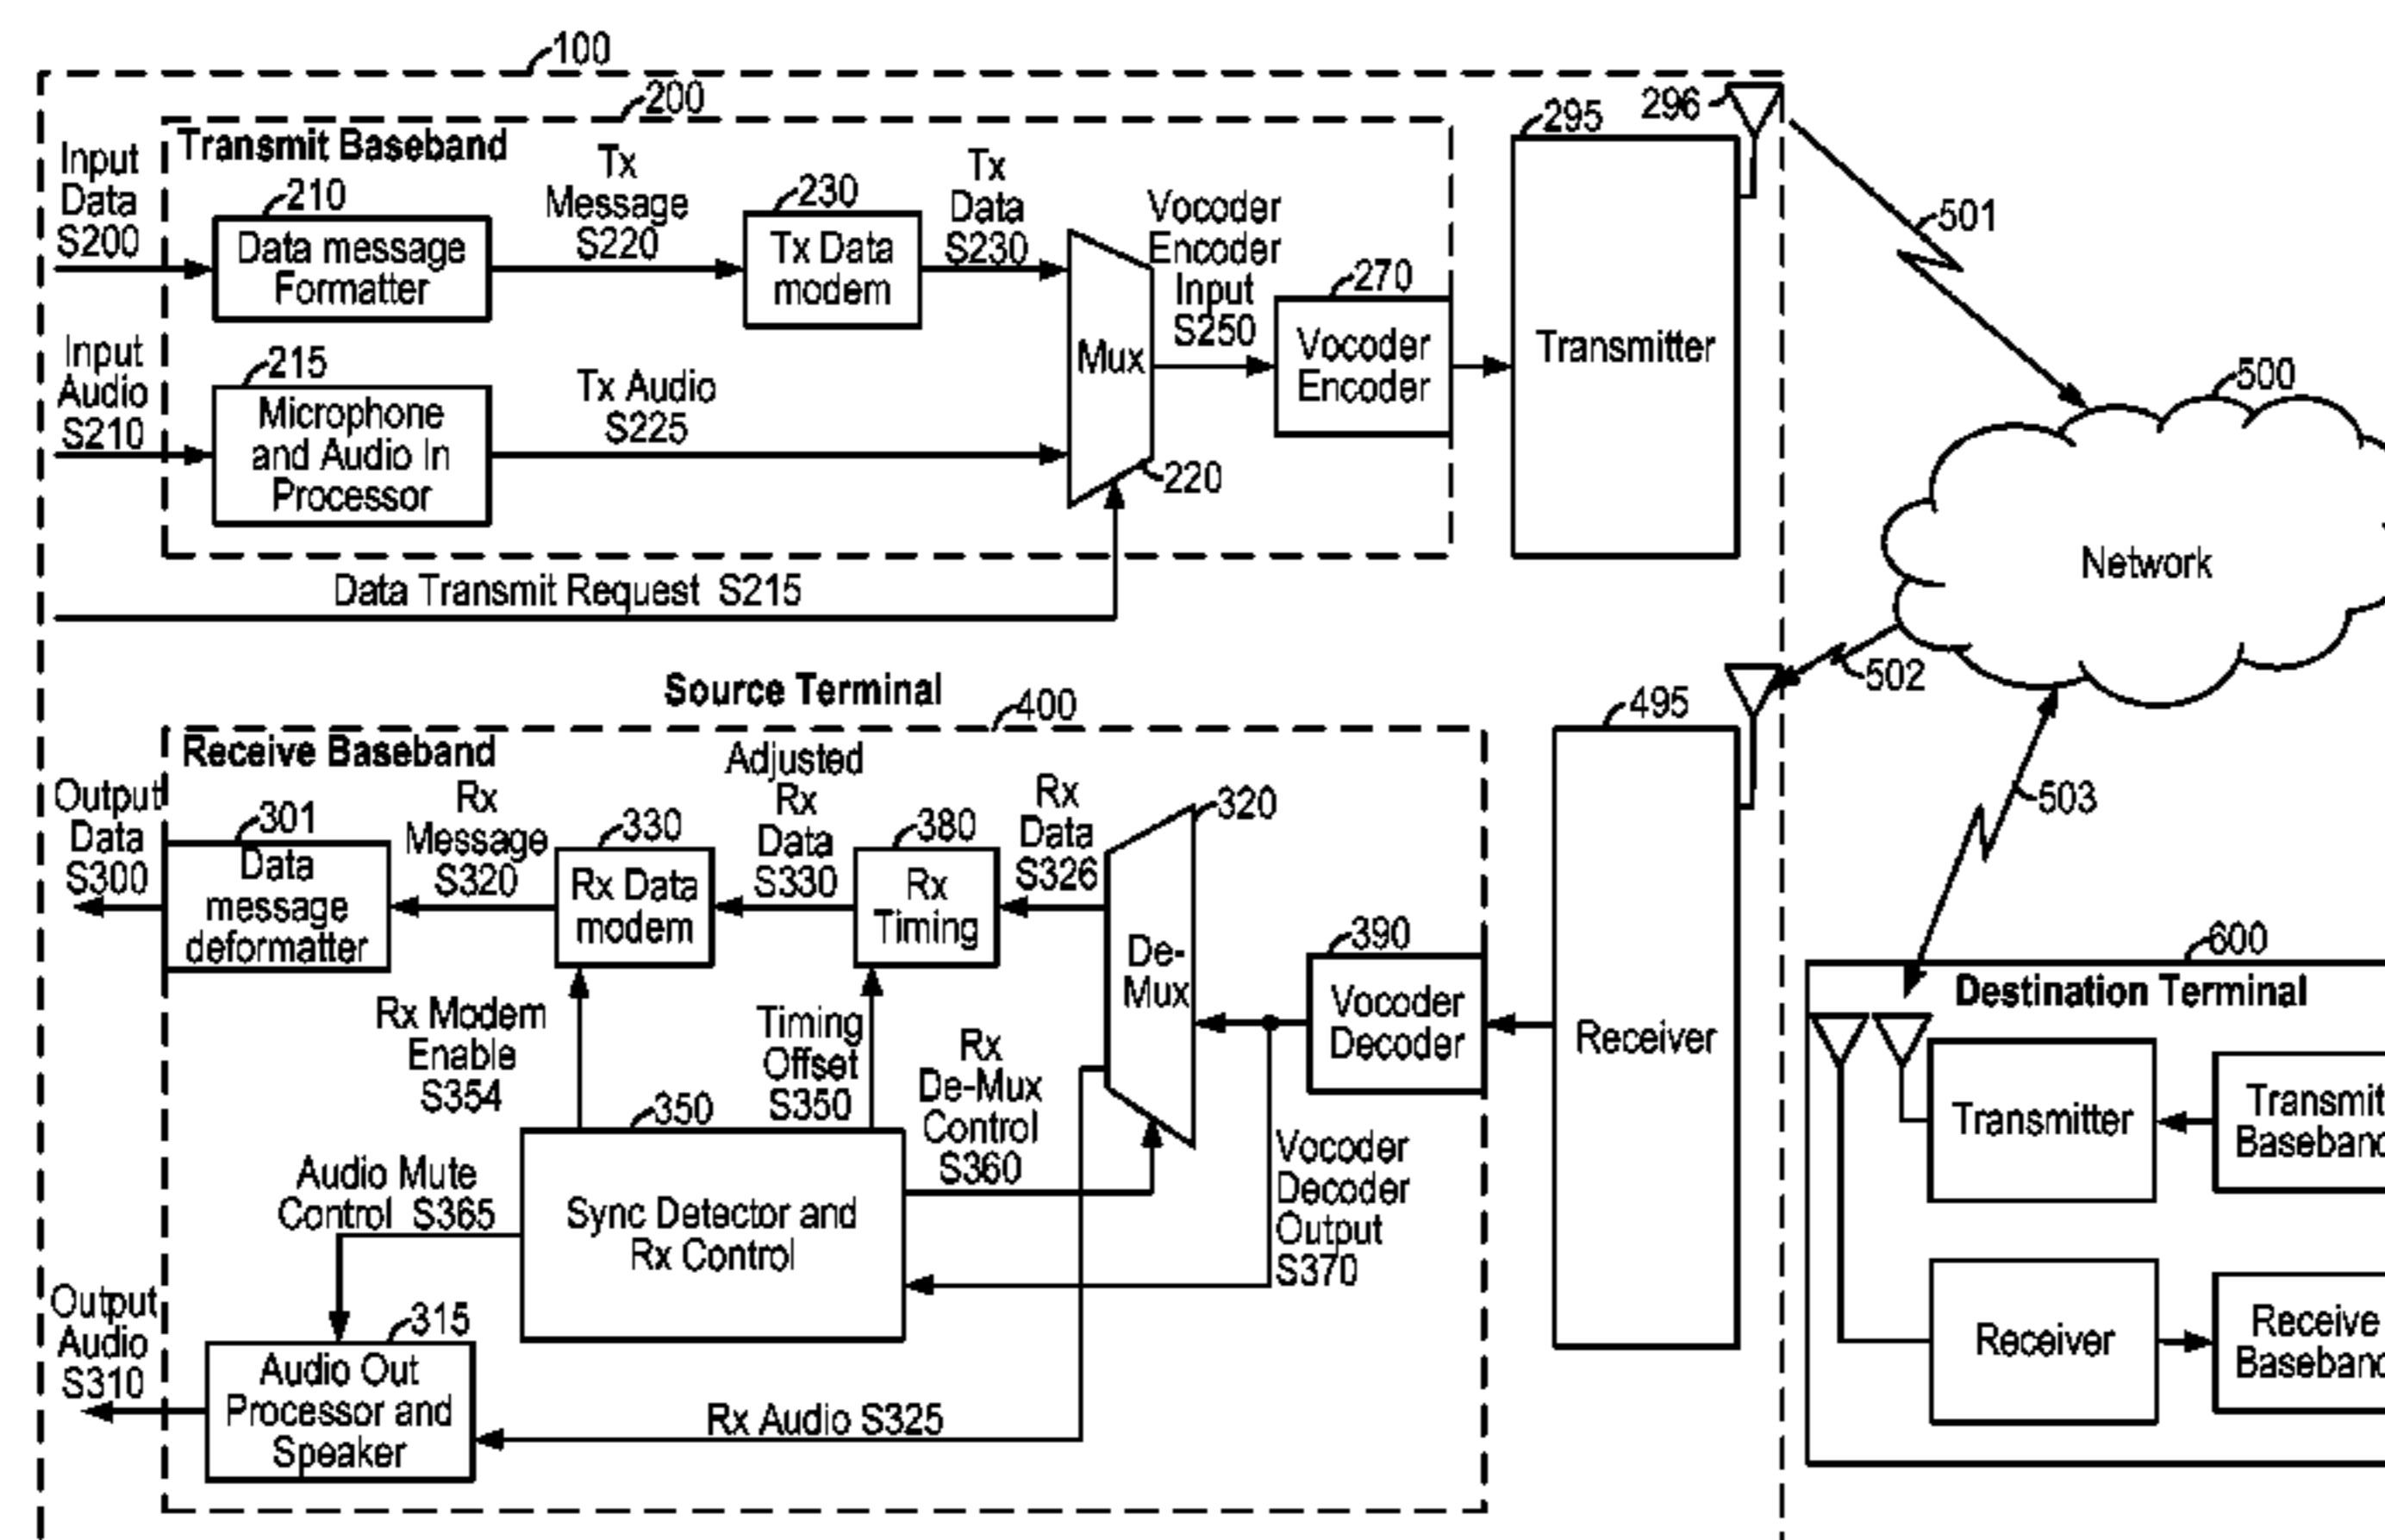 100
200
Transmit Baseband
Input
Data
S200
210
Data message
Formatter
Tx
Message
S220
230
Tx Data
modem
Tx
Data
S230
Vocoder
Encoder
Input
S250
270
Vocoder
Encoder
295
Transmitter
296
501
Input
Audio
S210
215
Microphone
and Audio In
Processor
Tx Audio
S225
Mux
220
Data Transmit Request S215
500
Network
502
503
Source Terminal
400
Receive Baseband
Output
Data
S300
301
Data
message
deformatter
Rx
Message
S320
330
Rx Data
modem
Adjusted
Rx
Data
S330
380
Rx
Timing
Rx
Data
S326
320
De-
Mux
390
Vocoder
Decoder
495
Receiver
Rx Modem
Enable
S354
Timing
Offset
S350
Rx
De-Mux
Control
S360
Vocoder
Decoder
Output
S370
350
Sync Detector and
Rx Control
Audio Mute
Control S365
Output
Audio
S310
315
Audio Out
Processor and
Speaker
Rx Audio S325
600
Destination Terminal
Transmitter
Transmit
Baseband
Receiver
Receive
Baseband